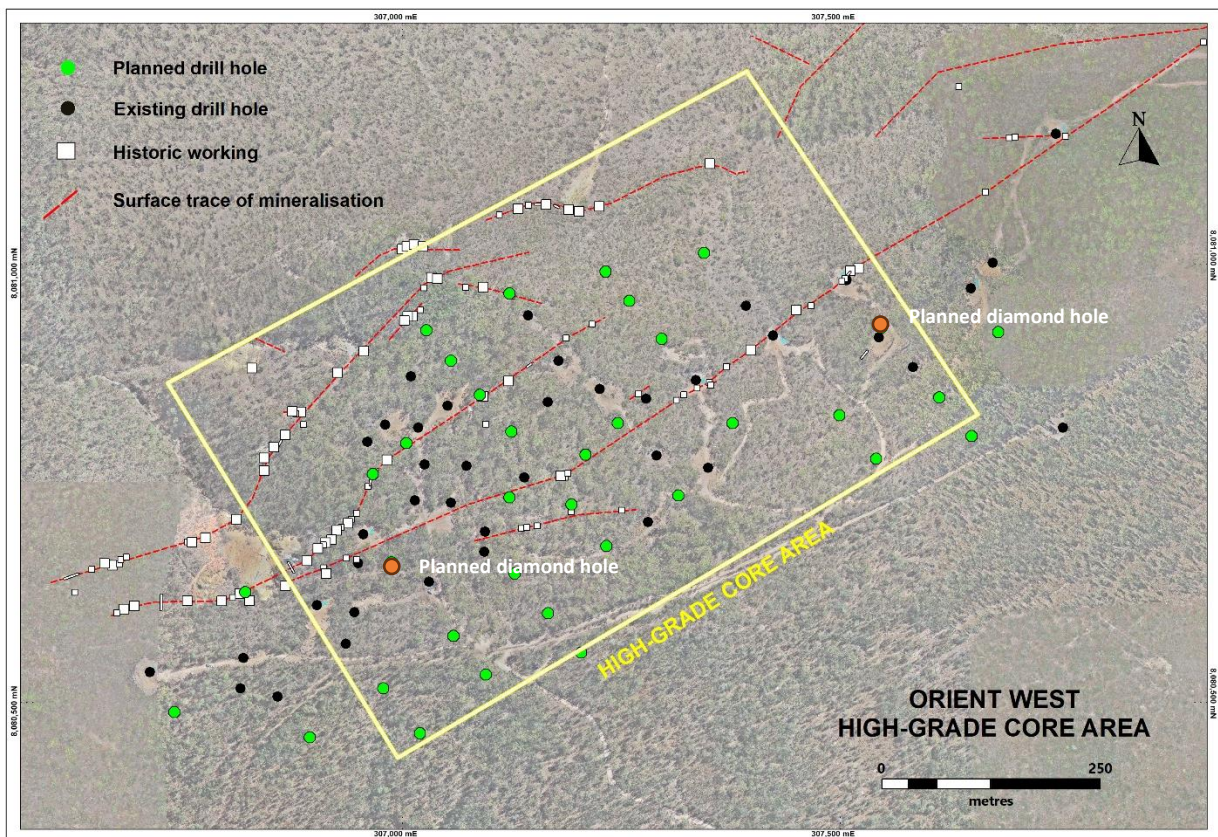 307,000 mE
307,500 mE
Planned drill hole
Existing drill hole
Historic working
Surface trace of mineralisation
N
8,081,000 mN
8,081,000 mN
Planned diamond hole
Planned diamond hole
HIGH-GRADE CORE AREA
8,080,500 mN
8,080,500 mN
ORIENT WEST
HIGH-GRADE CORE AREA
0
250
metres
307,000 mE
307,500 mE